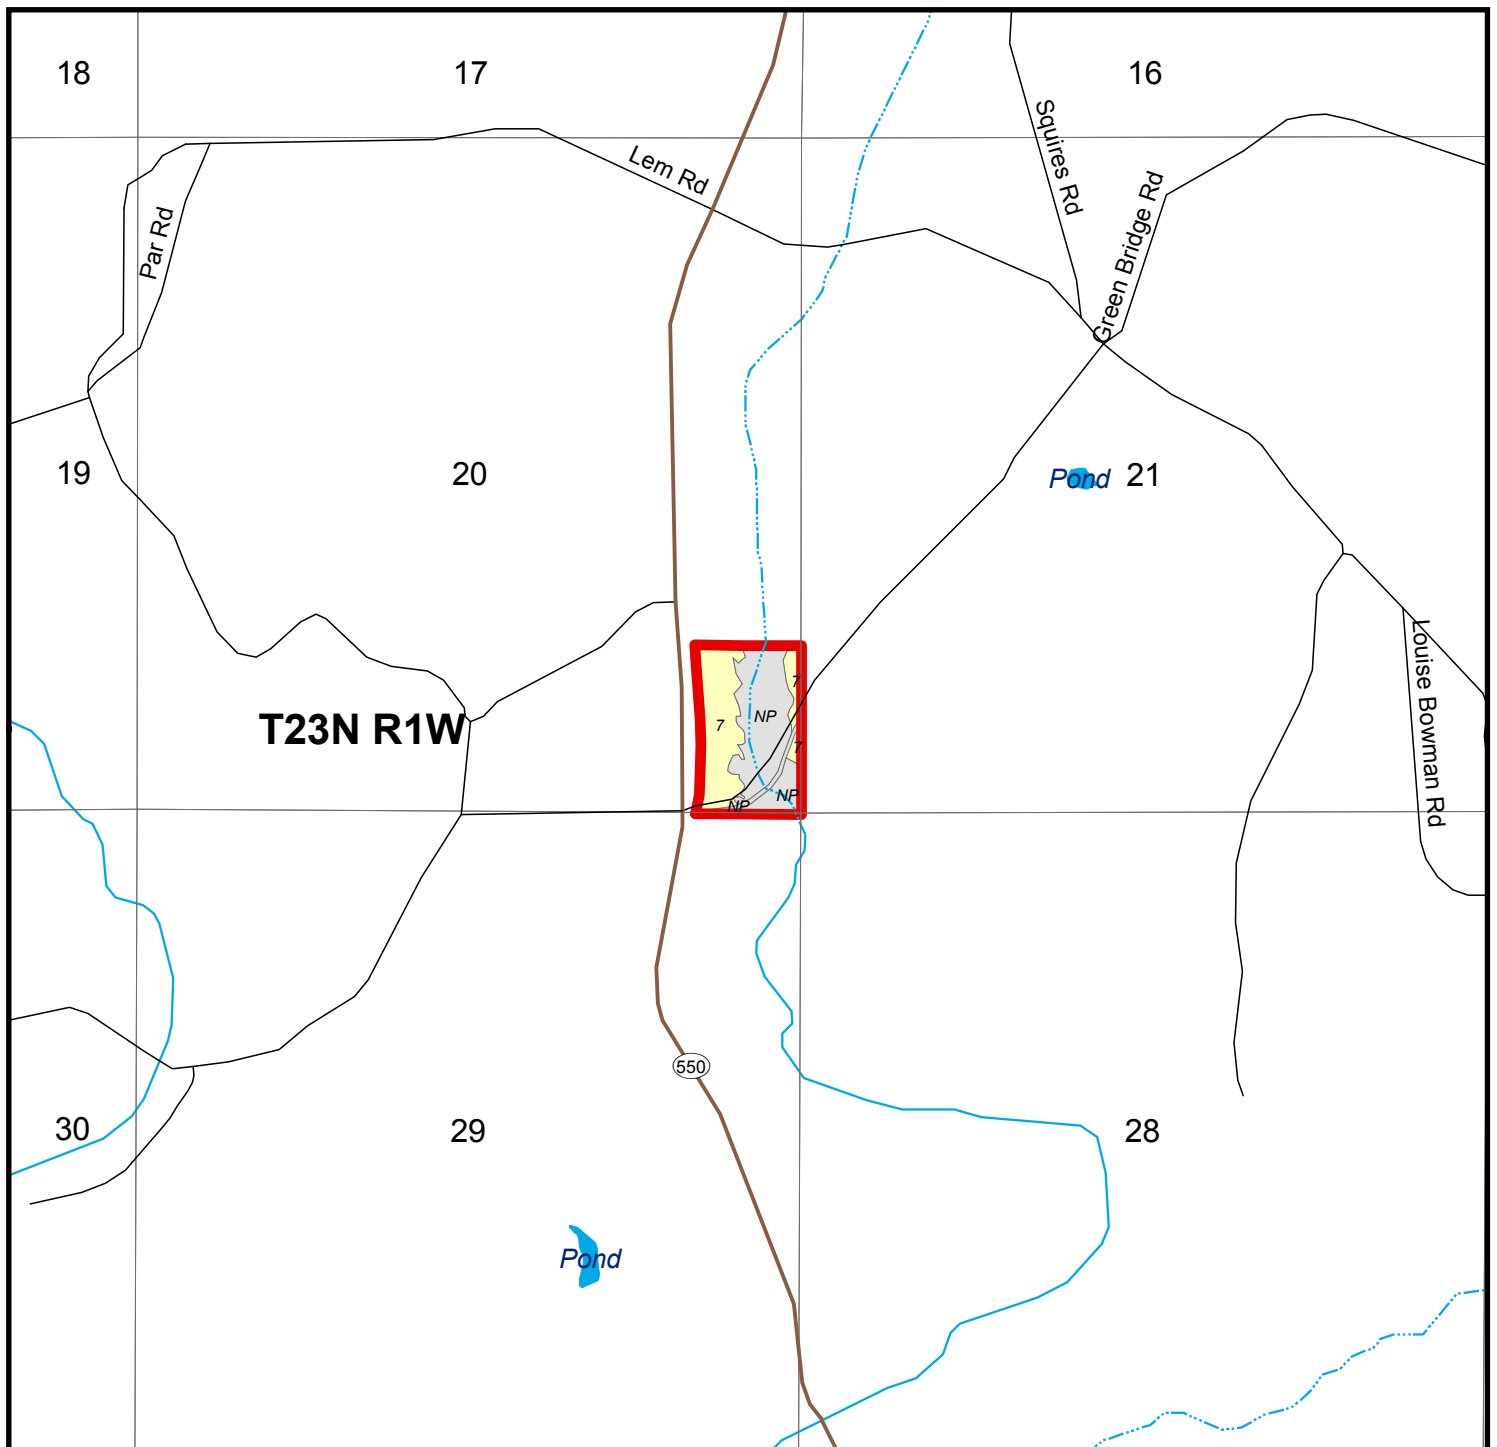 18
17
16
Squires Rd
Lem Rd
Green Bridge Rd
Par Rd
19
20
Pond
21
Louise Bowman Rd
T23N R1W
7
NP
7
7
NP
NP
550
30
29
28
Pond